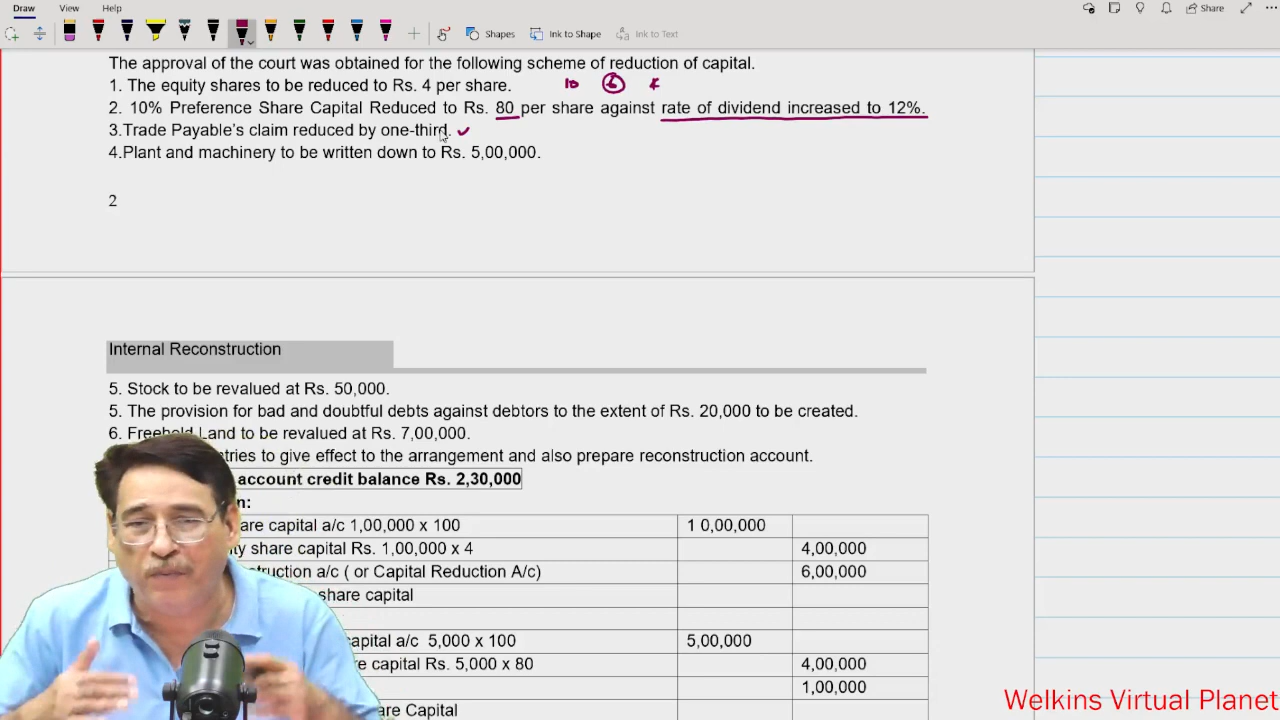 Draw View Help
Share
Shapes Ink to Shape Ink to Text
The approval of the court was obtained for the following scheme of reduction of capital.
1. The equity shares to be reduced to Rs. 4 per share. 10 6
2. 10% Preference Share Capital Reduced to Rs. 80 per share against rate of dividend increased to 12%.
3.Trade Payable's claim reduced by one-third.
4.Plant and machinery to be written down to Rs. 5,00,000.
2
Internal Reconstruction
5. Stock to be revalued at Rs. 50,000.
5. The provision for bad and doubtful debts against debtors to the extent of Rs. 20,000 to be created.
6. Freehold Land to be revalued at Rs. 7,00,000.
to give effect to the arrangement and also prepare reconstruction account.
account credit balance Rs. 2,30,000
capital a/c 1,00,000 x 100 1 0,00,000
share capital Rs. 1,00,000 x 4 4,00,000
a/c ( or Capital Reduction A/c) 6,00,000
share capital
a/c 5,000 x 100 5,00,000
capital Rs. 5,000 x 80 4,00,000
1,00,000
Capital
Welkins Virtual Planet